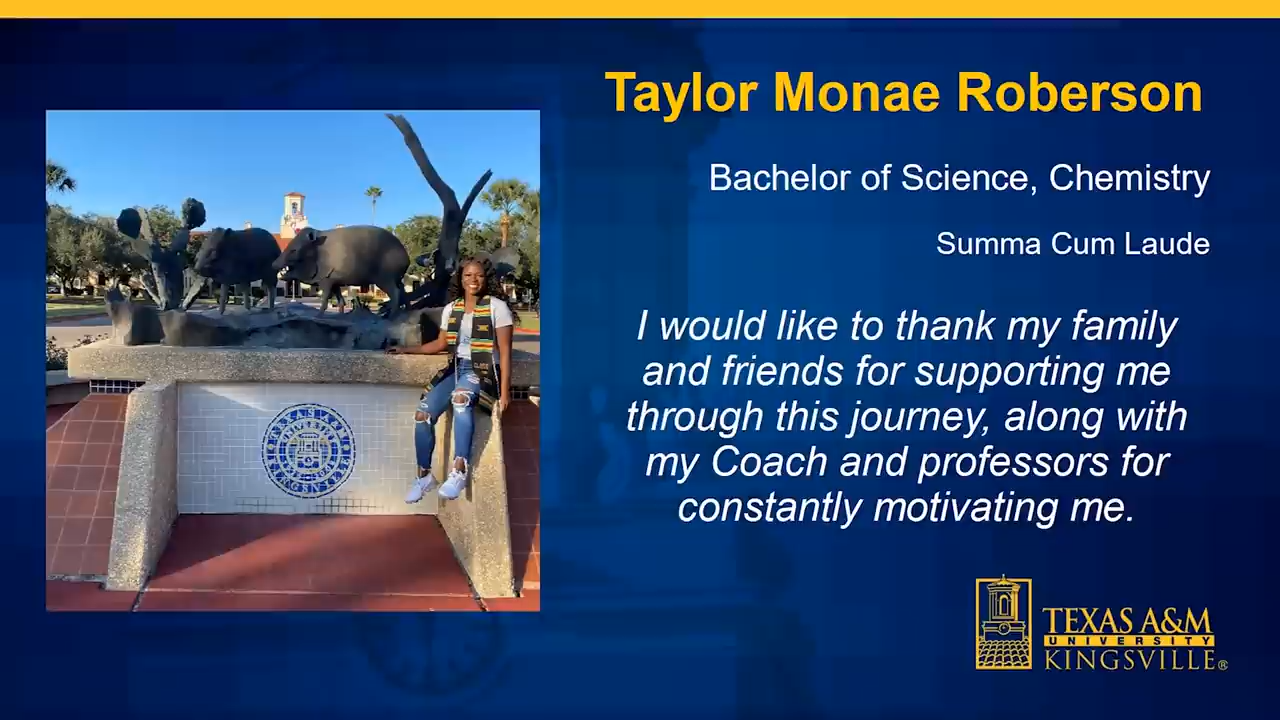 Taylor Monae Roberson
Bachelor of Science, Chemistry
Summa Cum Laude
I would like to thank my family
and friends for supporting me
through this journey, along with
my Coach and professors for
constantly motivating me.
TEXAS A&M
UNIVERSITY
KINGSVILLE®